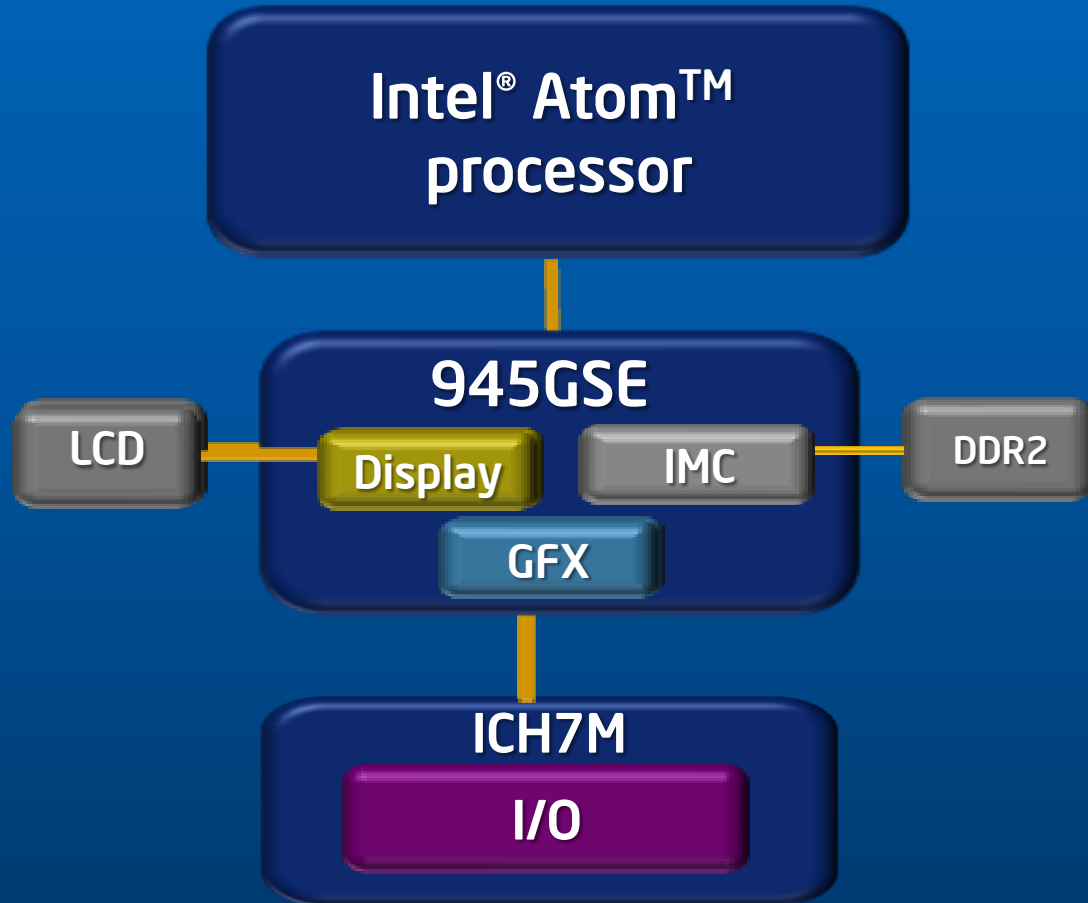 Intel® Atom™
processor
945GSE
LCD
Display
IMC
DDR2
GFX
ICH7M
I/O